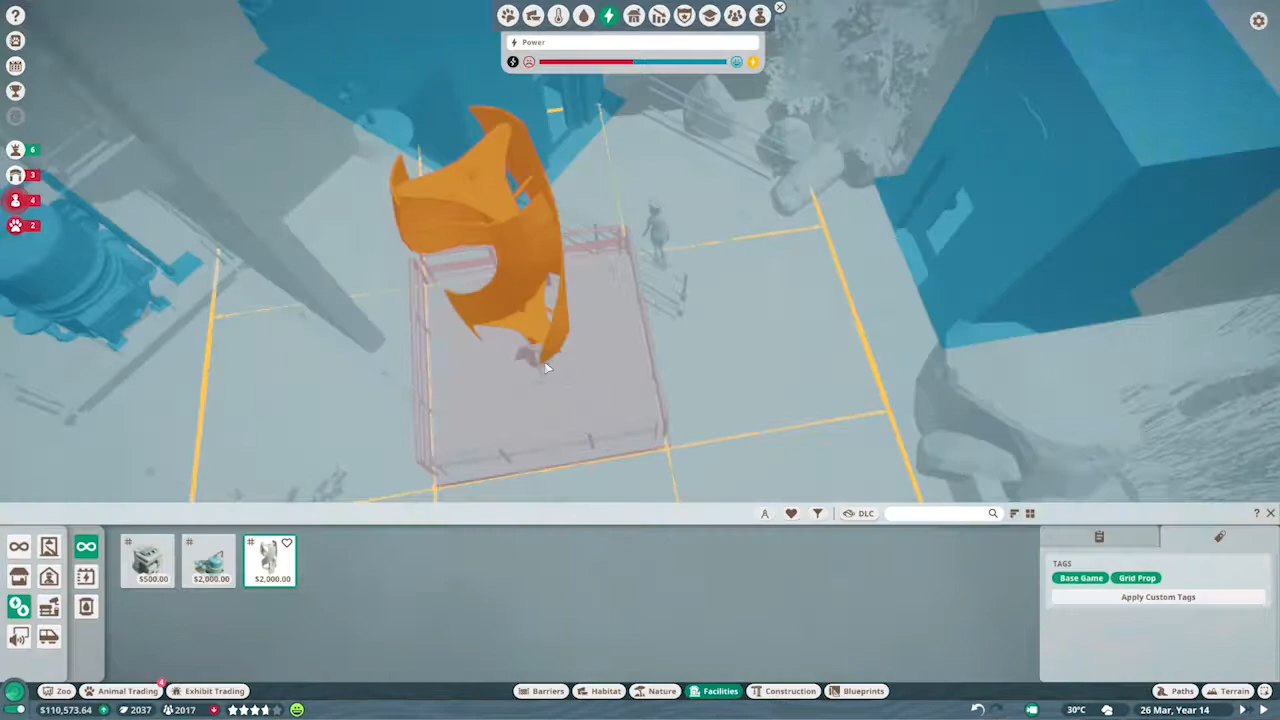 Power
6
3
4
2
DLC
$500.00
$2,000.00
$2,000.00
TAGS
Base Game
Grid Prop
Apply Custom Tags
Zoo
Animal Trading
4
Exhibit Trading
Barriers
Habitat
Nature
Facilities
Construction
Blueprints
Paths
Terrain
$110,573.64
2037
2017
30°C
26 Mar, Year 14